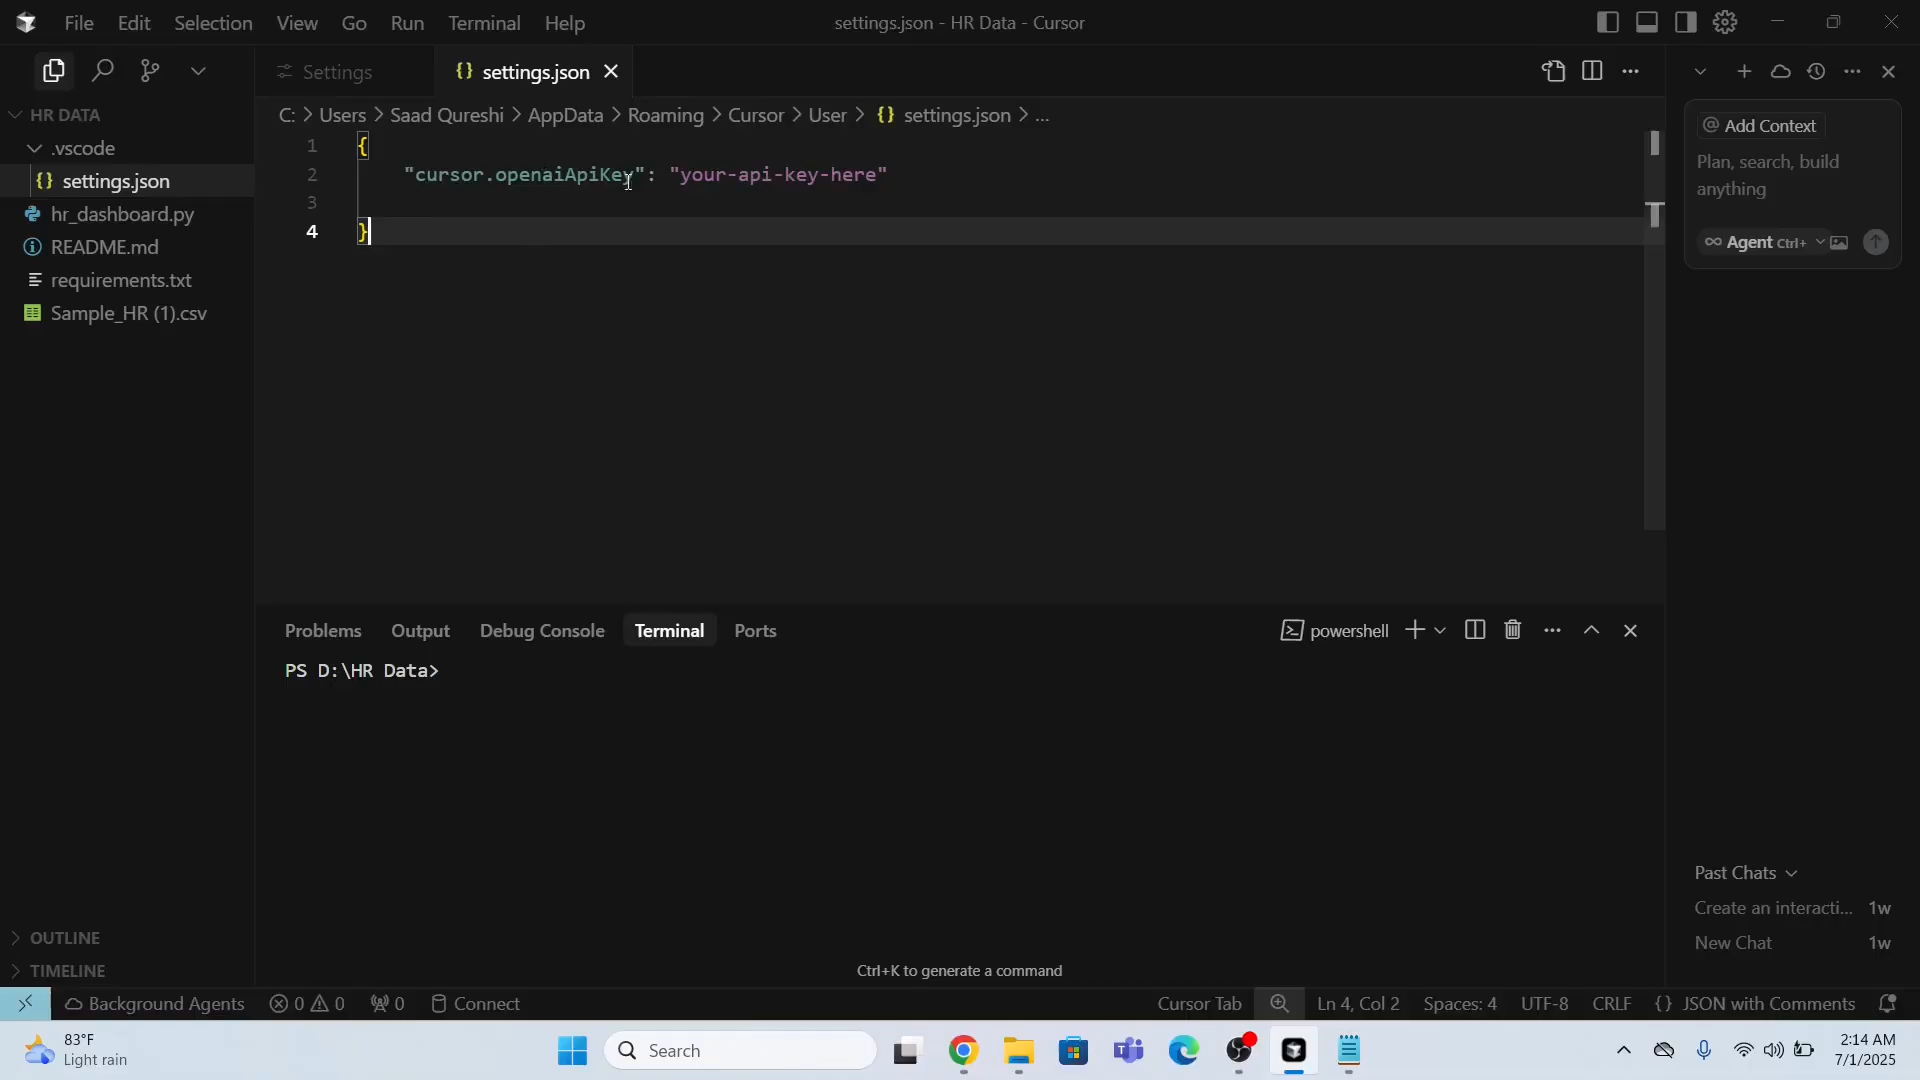 File Edit Selection View Go Run Terminal Help
settings.json - HR Data - Cursor
Settings
settings.json
C: > Users > Saad Qureshi > AppData > Roaming > Cursor > User > {} settings.json > ...
HR DATA
.vscode
{} settings.json
hr_dashboard.py
README.md
requirements.txt
Sample_HR (1).csv
OUTLINE
TIMELINE
1 {
2 "cursor.openaiApiKey": "your-api-key-here"
3
4 }
Problems Output Debug Console Terminal Ports
powershell
PS D:\HR Data>
Ctrl+K to generate a command
@ Add Context
Plan, search, build
anything
∞ Agent Ctrl+
Past Chats
Create an interacti... 1w
New Chat 1w
Background Agents 0 0 0 Connect
Cursor Tab Ln 4, Col 2 Spaces: 4 UTF-8 CRLF {} JSON with Comments
83°F
Light rain
Search
2:14 AM
7/1/2025